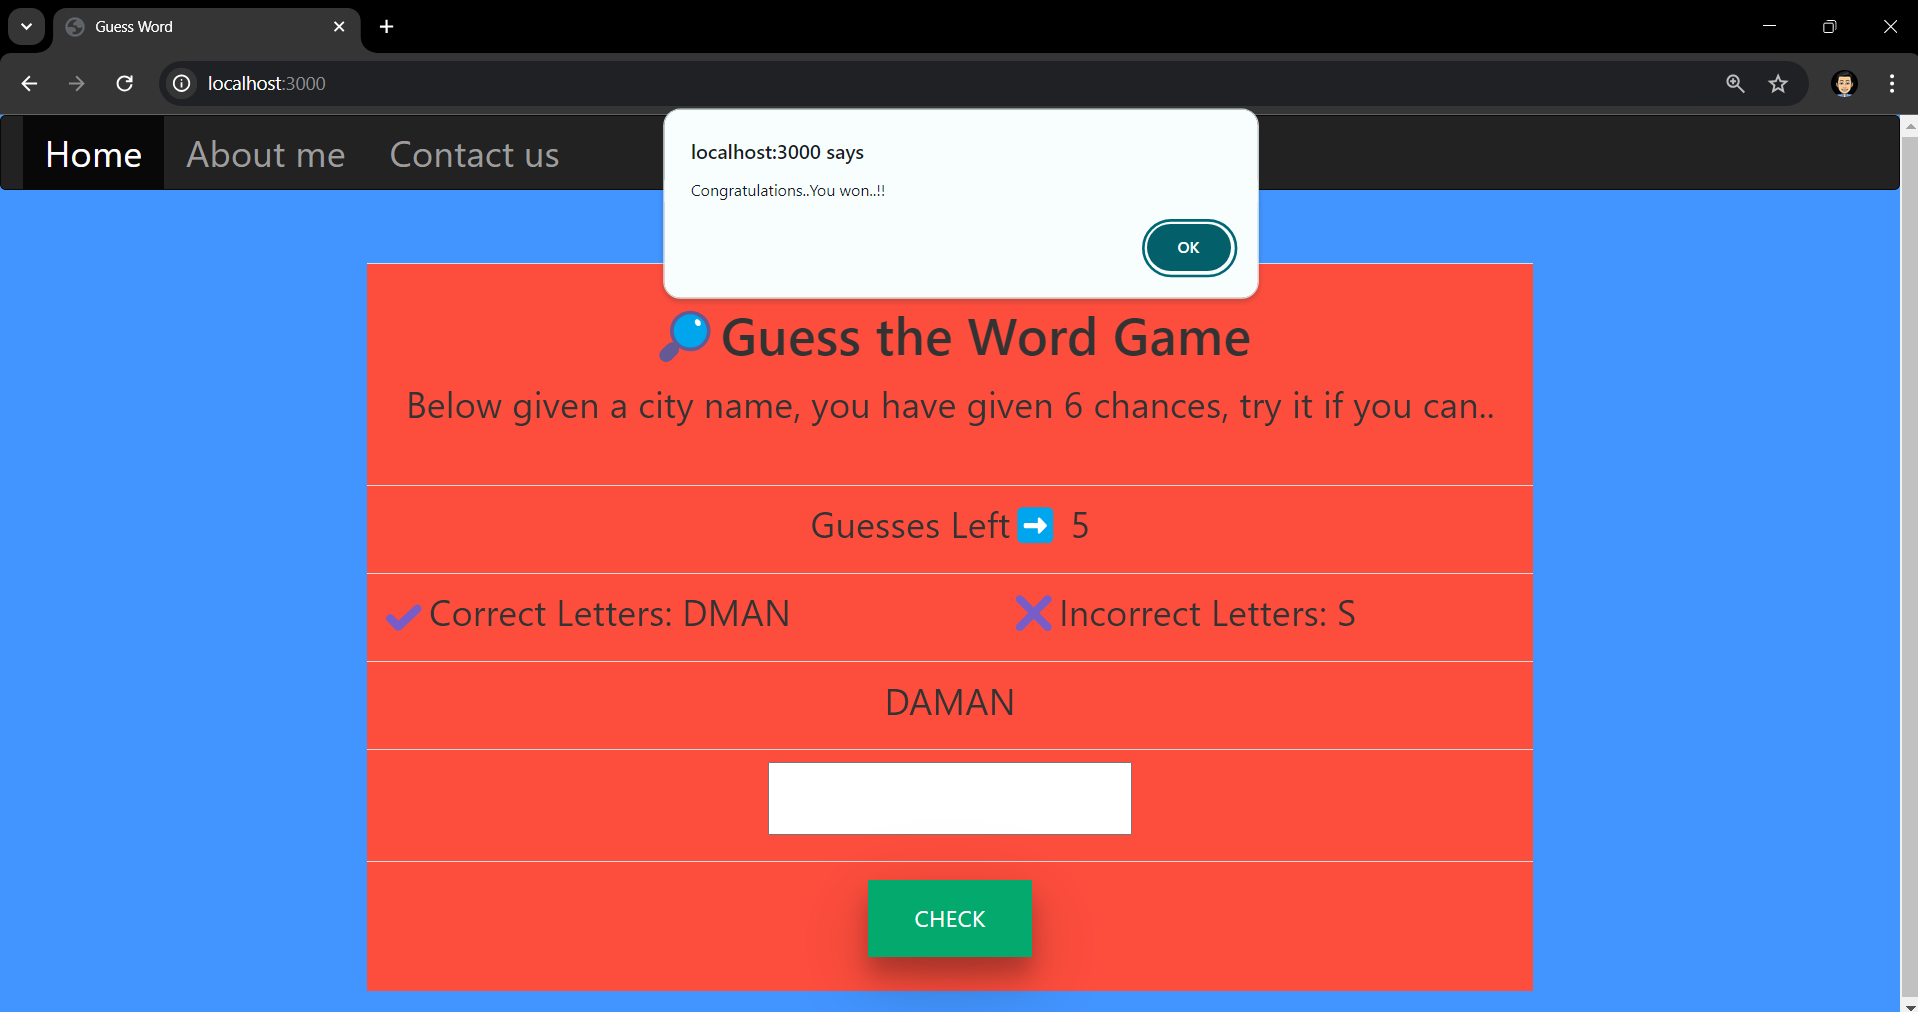 Guess Word
localhost:3000
Home About me Contact us
localhost:3000 says
Congratulations..You won..!!
OK
Guess the Word Game
Below given a city name, you have given 6 chances, try it if you can..
Guesses Left➡ 5
Correct Letters: DMAN Incorrect Letters: S
DAMAN
CHECK